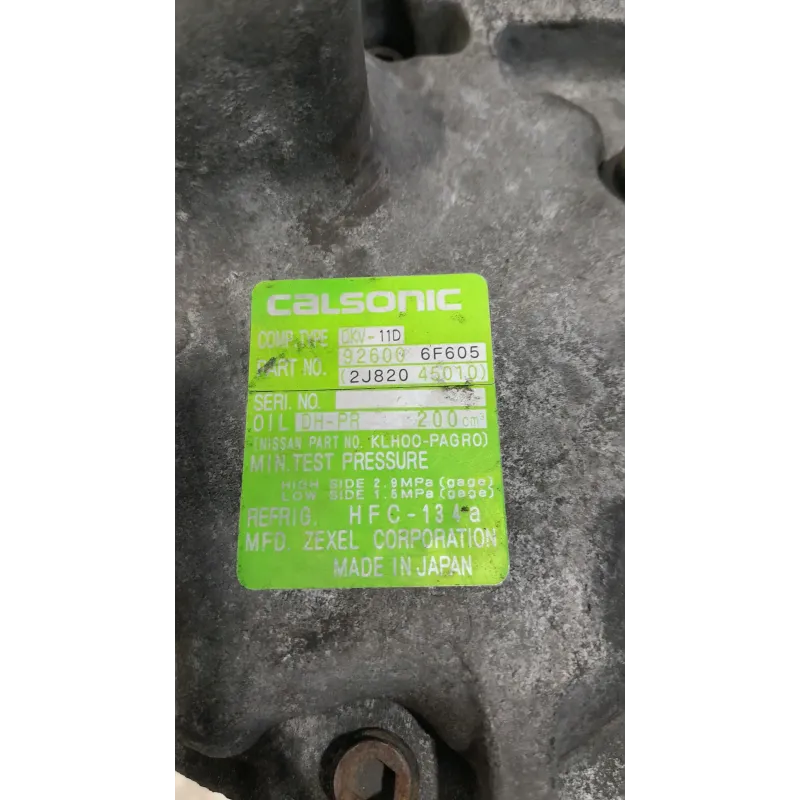 calsonic
COMP. TYPE CKV-11D
PART NO. 92600 6F605
(2J820 45010)
SERI. NO.
OIL DH-PR 200 cm³
(NISSAN PART NO. KLH00-PAGR0)
MIN. TEST PRESSURE
HIGH SIDE 2.9MPa (gage)
LOW SIDE 1.5MPa (gage)
REFRIG. HFC-134a
MFD. ZEXEL CORPORATION
MADE IN JAPAN